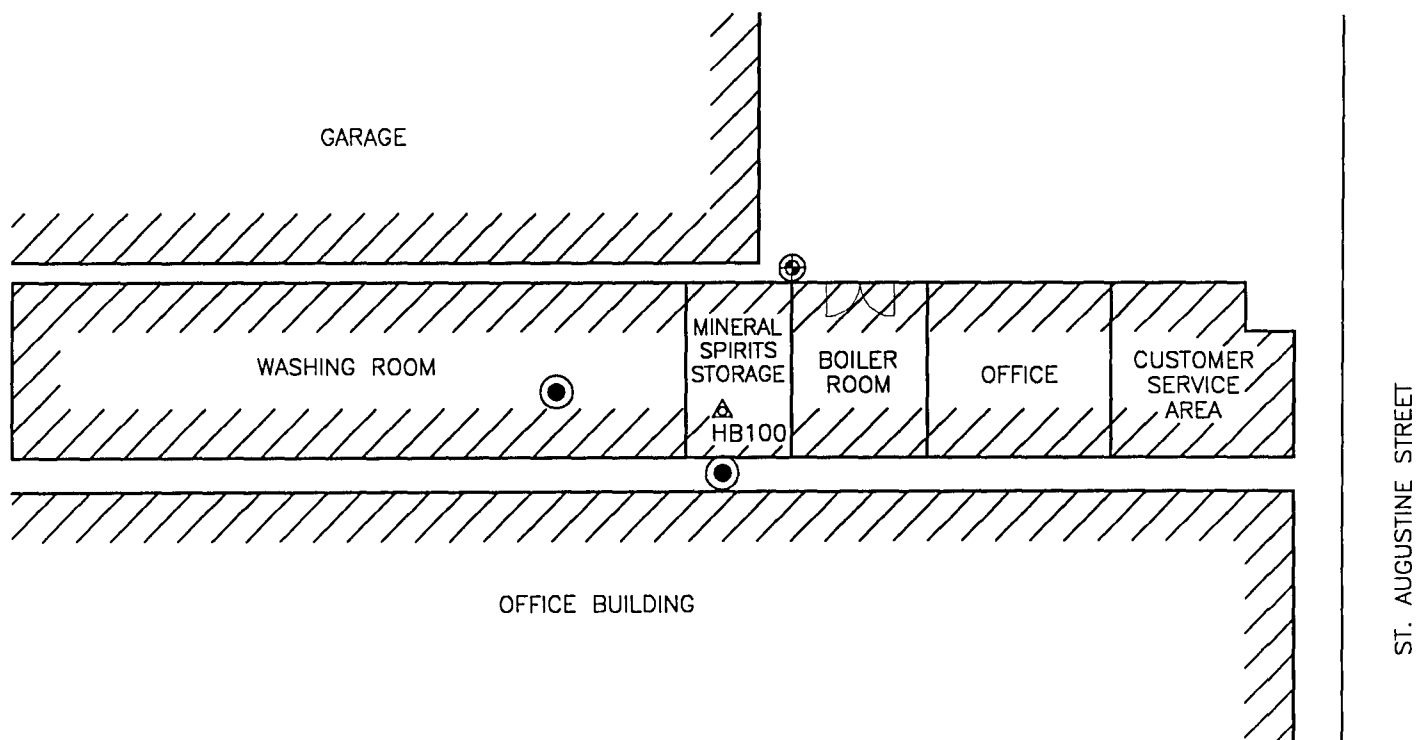 GARAGE
WASHING ROOM
MINERAL
SPIRITS
STORAGE
HB100
BOILER
ROOM
OFFICE
CUSTOMER
SERVICE
AREA
OFFICE BUILDING
ST. AUGUSTINE STREET